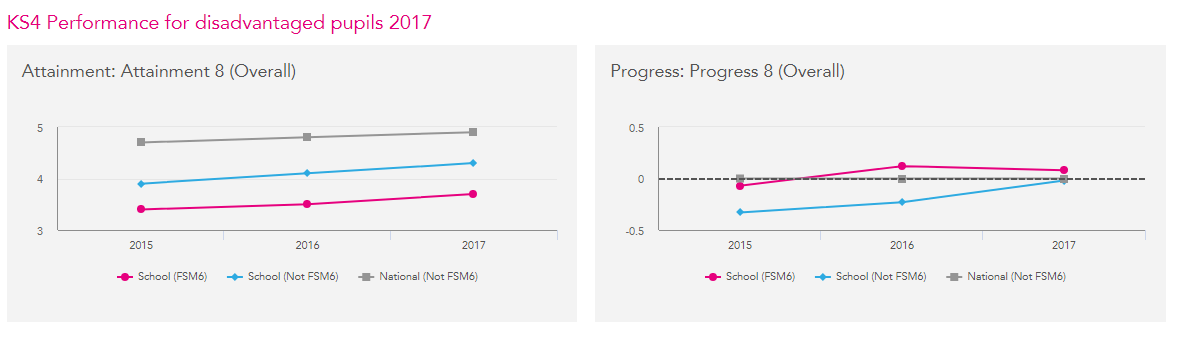 KS4 Performance for disadvantaged pupils 2017
Attainment: Attainment 8 (Overall)
5
4
3
2015 2016 2017
School (FSM6) School (Not FSM6) National (Not FSM6)
Progress: Progress 8 (Overall)
0.5
0
-0.5
2015 2016 2017
School (FSM6) School (Not FSM6) National (Not FSM6)